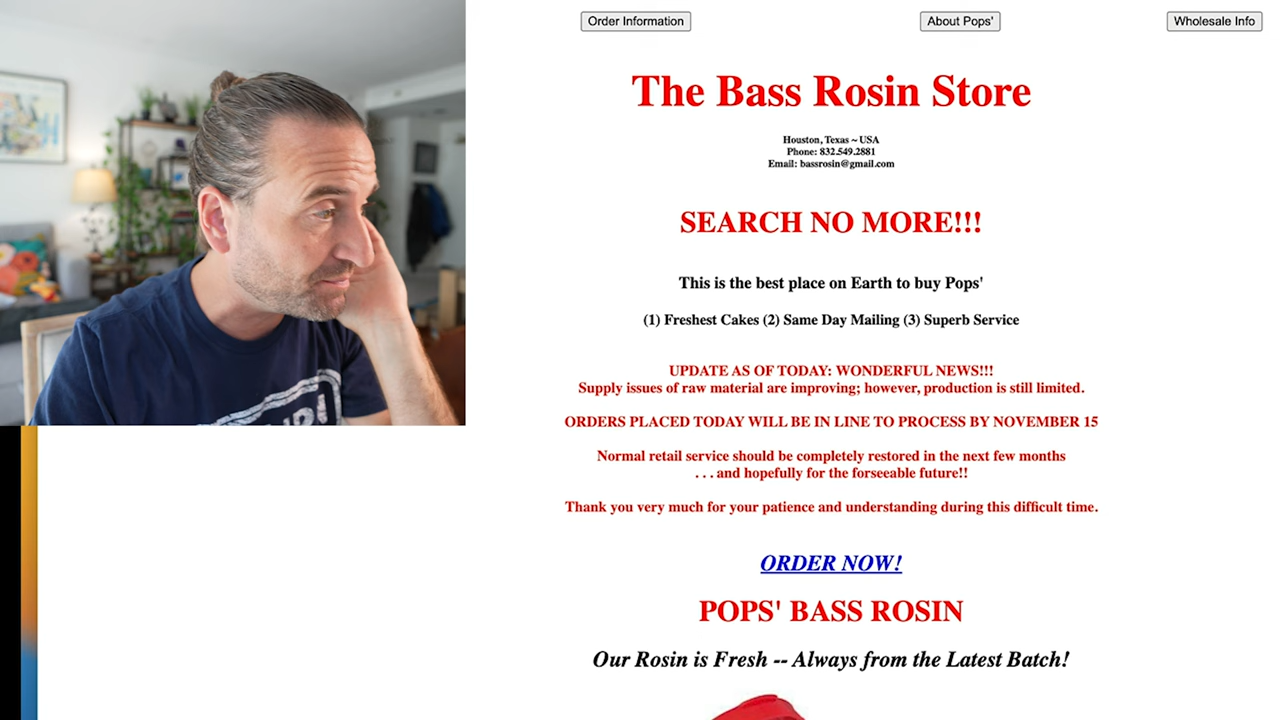 Order Information
About Pops'
Wholesale Info
The Bass Rosin Store
Houston, Texas ~ USA
Phone: 832.549.2881
Email: bassrosin@gmail.com
SEARCH NO MORE!!!
This is the best place on Earth to buy Pops'
(1) Freshest Cakes (2) Same Day Mailing (3) Superb Service
UPDATE AS OF TODAY: WONDERFUL NEWS!!!
Supply issues of raw material are improving; however, production is still limited.
ORDERS PLACED TODAY WILL BE IN LINE TO PROCESS BY NOVEMBER 15
Normal retail service should be completely restored in the next few months
. . . and hopefully for the forseeable future!!
Thank you very much for your patience and understanding during this difficult time.
ORDER NOW!
POPS' BASS ROSIN
Our Rosin is Fresh -- Always from the Latest Batch!